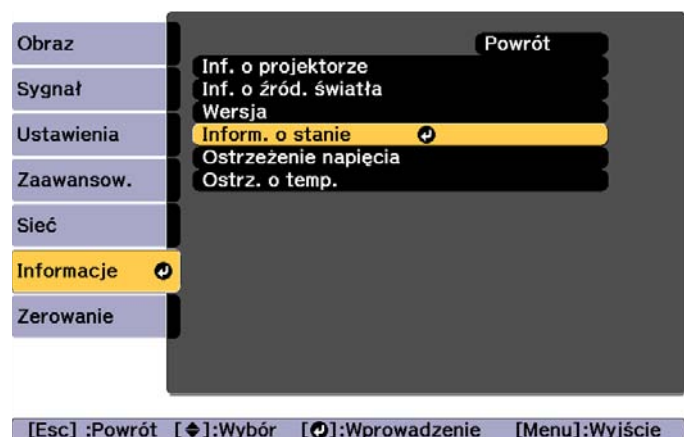 Obraz
Sygnał
Ustawienia
Zaawansow.
Sieć
Informacje
Zerowanie
Powrót
Inf. o projektorze
Inf. o źród. światła
Wersja
Inform. o stanie
Ostrzeżenie napięcia
Ostrz. o temp.
[Esc] :Powrót [◆]:Wybór [⏎]:Wprowadzenie [Menu]:Wyjście